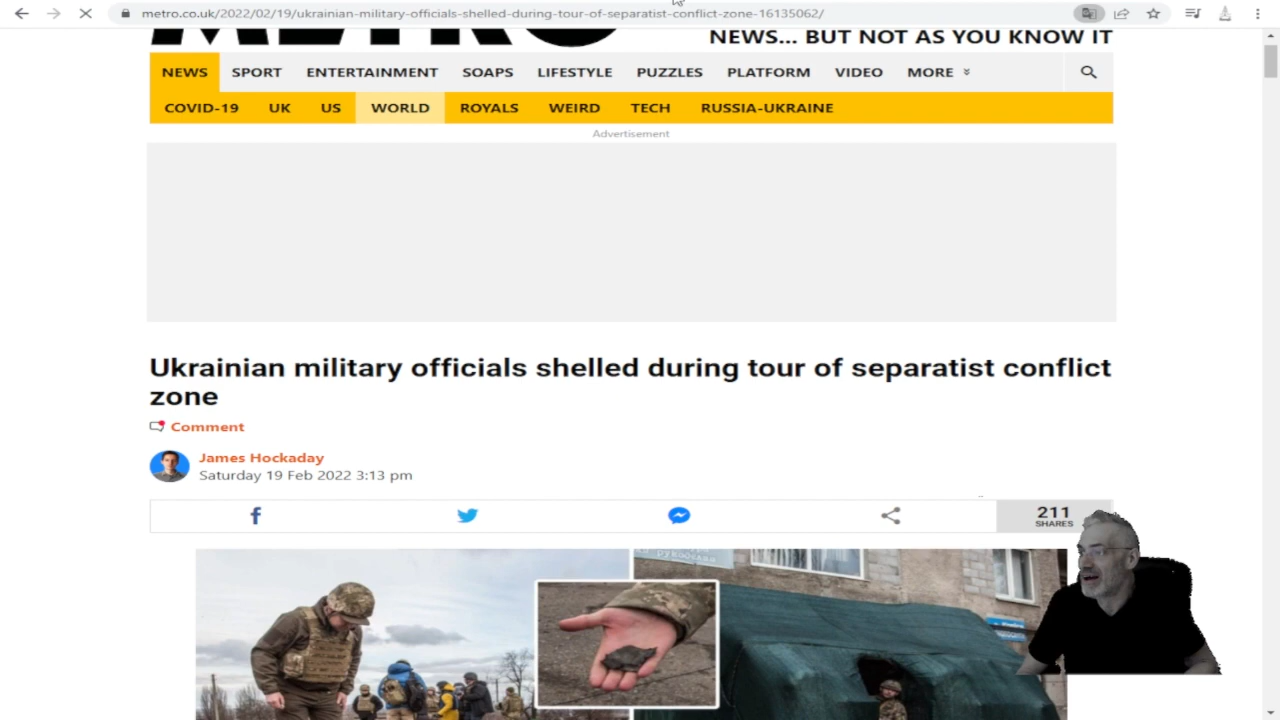 metro.co.uk/2022/02/19/ukrainian-military-officials-shelled-during-tour-of-separatist-conflict-zone-16135062/
METRO
NEWS... BUT NOT AS YOU KNOW IT
NEWS SPORT ENTERTAINMENT SOAPS LIFESTYLE PUZZLES PLATFORM VIDEO MORE
COVID-19 UK US WORLD ROYALS WEIRD TECH RUSSIA-UKRAINE
Advertisement
Ukrainian military officials shelled during tour of separatist conflict
zone
Comment
James Hockaday
Saturday 19 Feb 2022 3:13 pm
211
SHARES